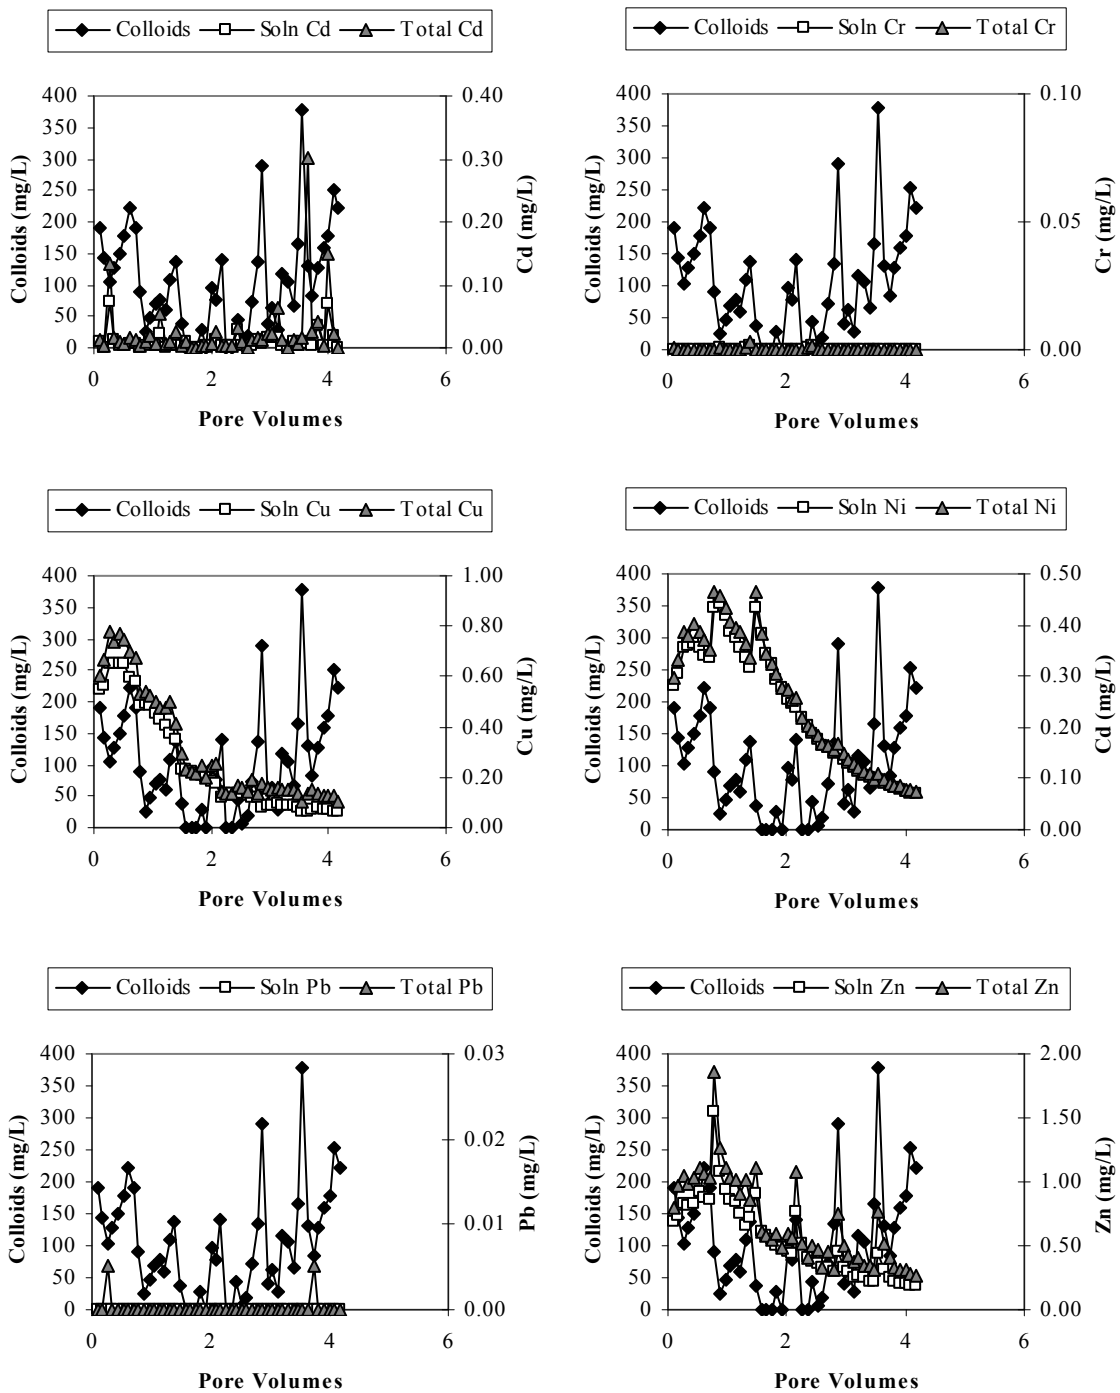 Colloids Soln Cd Total Cd
400
350
300
250
200
150
100
50
0
Colloids (mg/L)
0.40
0.30
0.20
0.10
0.00
Cd (mg/L)
0 2 4 6
Pore Volumes
Colloids Soln Cr Total Cr
400
350
300
250
200
150
100
50
0
Colloids (mg/L)
0.10
0.05
0.00
Cr (mg/L)
0 2 4 6
Pore Volumes
Colloids Soln Cu Total Cu
400
350
300
250
200
150
100
50
0
Colloids (mg/L)
1.00
0.80
0.60
0.40
0.20
0.00
Cu (mg/L)
0 2 4 6
Pore Volumes
Colloids Soln Ni Total Ni
400
350
300
250
200
150
100
50
0
Colloids (mg/L)
0.50
0.40
0.30
0.20
0.10
0.00
Cd (mg/L)
0 2 4 6
Pore Volumes
Colloids Soln Pb Total Pb
400
350
300
250
200
150
100
50
0
Colloids (mg/L)
0.03
0.02
0.01
0.00
Pb (mg/L)
0 2 4 6
Pore Volumes
Colloids Soln Zn Total Zn
400
350
300
250
200
150
100
50
0
Colloids (mg/L)
2.00
1.50
1.00
0.50
0.00
Zn (mg/L)
0 2 4 6
Pore Volumes